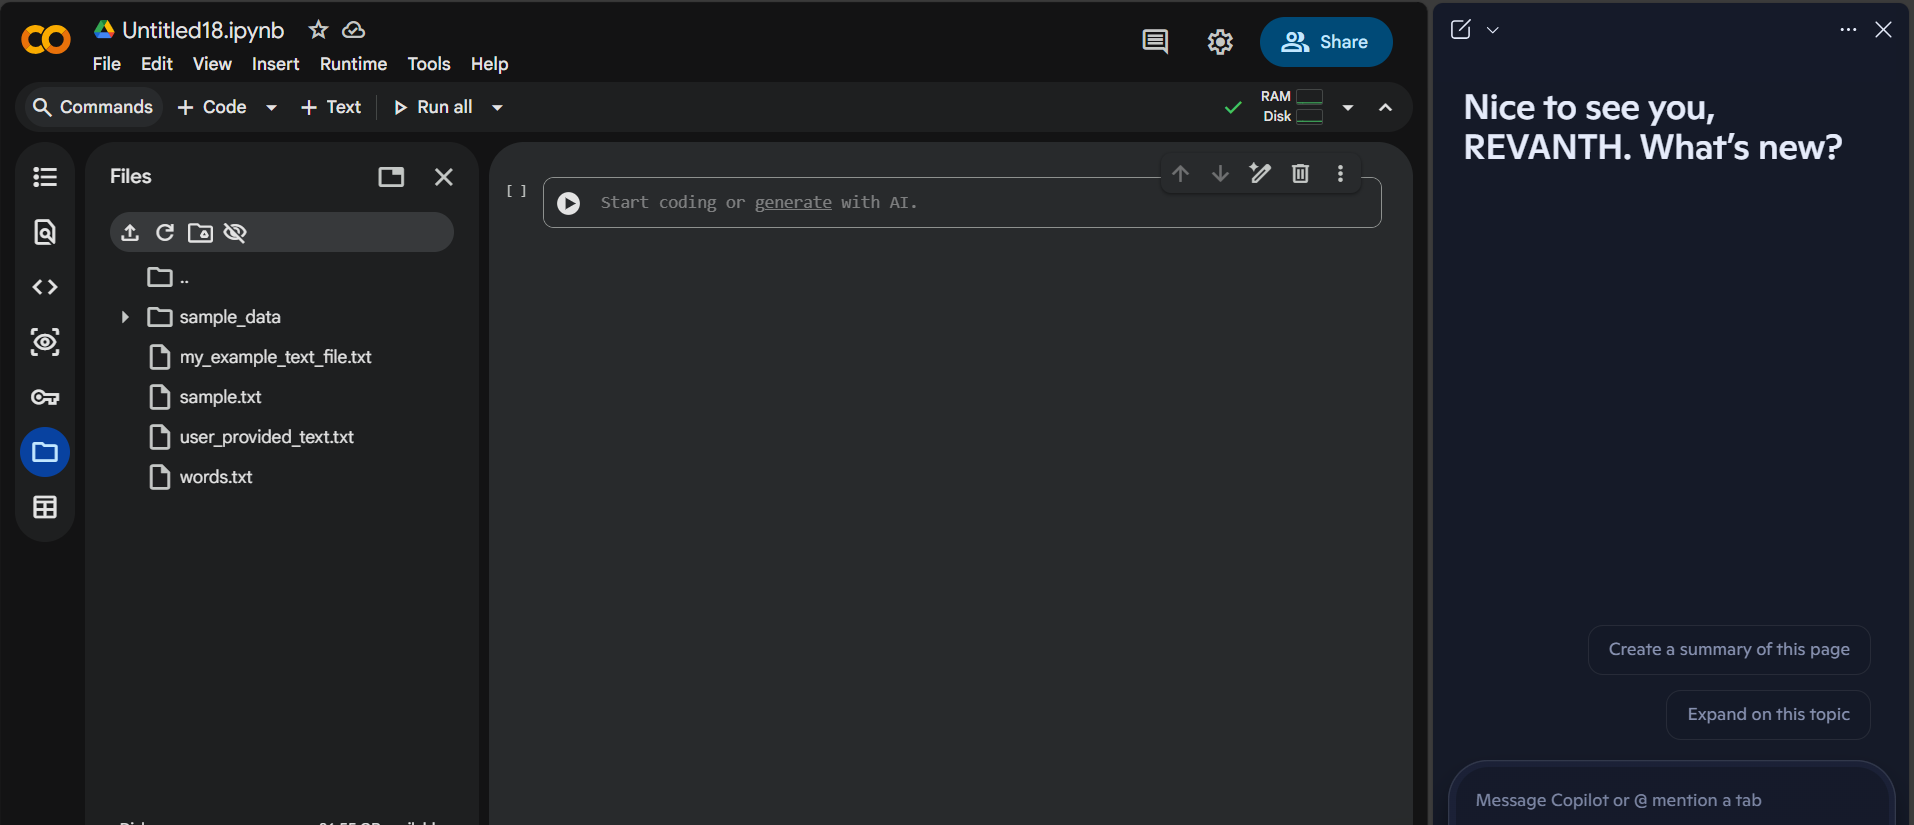 Untitled18.ipynb
File Edit View Insert Runtime Tools Help
Share
Commands + Code + Text Run all
RAM
Disk
Files
..
sample_data
my_example_text_file.txt
sample.txt
user_provided_text.txt
words.txt
[ ]
Start coding or generate with AI.
Nice to see you,
REVANTH. What's new?
Create a summary of this page
Expand on this topic
Message Copilot or @ mention a tab